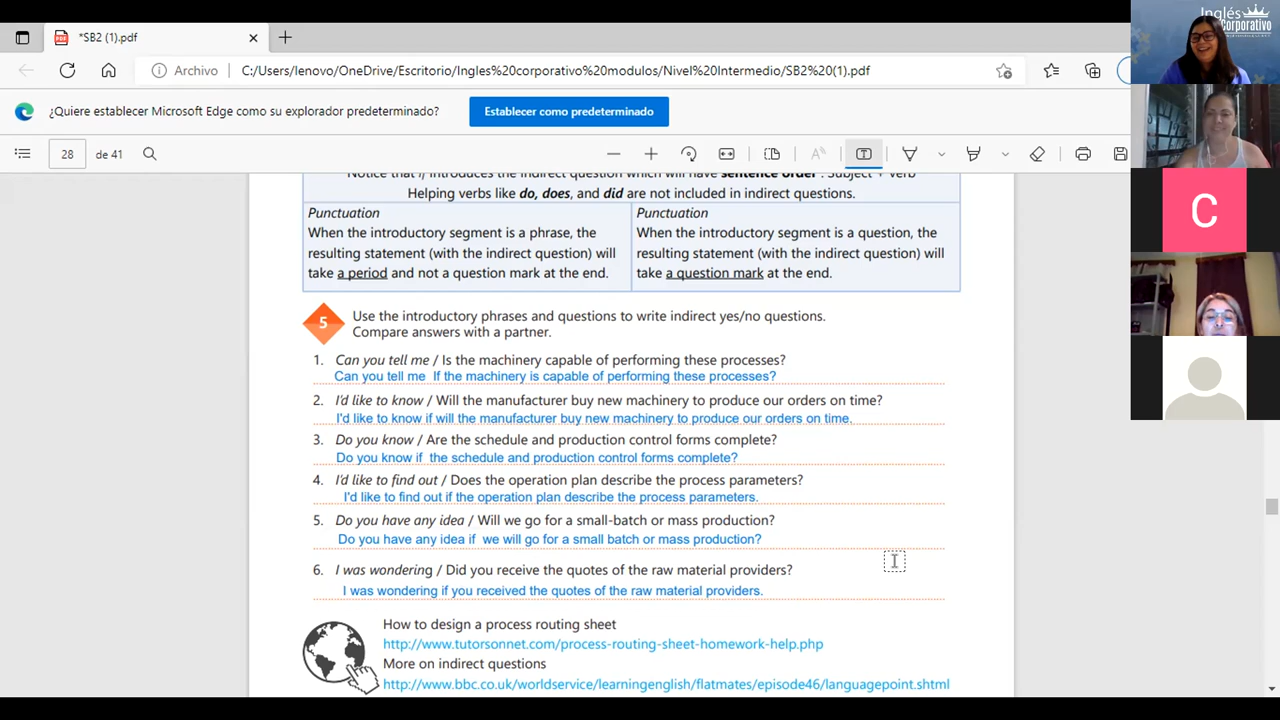 *SB2 (1).pdf
Inglés
Corporativo
Archivo
C:/Users/lenovo/OneDrive/Escritorio/Ingles%20corporativo%20modulos/Nivel%20Intermedio/SB2%20(1).pdf
¿Quiere establecer Microsoft Edge como su explorador predeterminado?
Establecer como predeterminado
28
de 41
Notice that if introduces the indirect question which will have sentence order : Subject + verb
Helping verbs like do, does, and did are not included in indirect questions.
Punctuation
When the introductory segment is a phrase, the
resulting statement (with the indirect question) will
take a period and not a question mark at the end.
Punctuation
When the introductory segment is a question, the
resulting statement (with the indirect question) will
take a question mark at the end.
5
Use the introductory phrases and questions to write indirect yes/no questions.
Compare answers with a partner.
1. Can you tell me / Is the machinery capable of performing these processes?
Can you tell me If the machinery is capable of performing these processes?
2. I'd like to know / Will the manufacturer buy new machinery to produce our orders on time?
I'd like to know if will the manufacturer buy new machinery to produce our orders on time.
3. Do you know / Are the schedule and production control forms complete?
Do you know if the schedule and production control forms complete?
4. I'd like to find out / Does the operation plan describe the process parameters?
I'd like to find out if the operation plan describe the process parameters.
5. Do you have any idea / Will we go for a small-batch or mass production?
Do you have any idea if we will go for a small batch or mass production?
6. I was wondering / Did you receive the quotes of the raw material providers?
I was wondering if you received the quotes of the raw material providers.
How to design a process routing sheet
http://www.tutorsonnet.com/process-routing-sheet-homework-help.php
More on indirect questions
http://www.bbc.co.uk/worldservice/learningenglish/flatmates/episode46/languagepoint.shtml
C